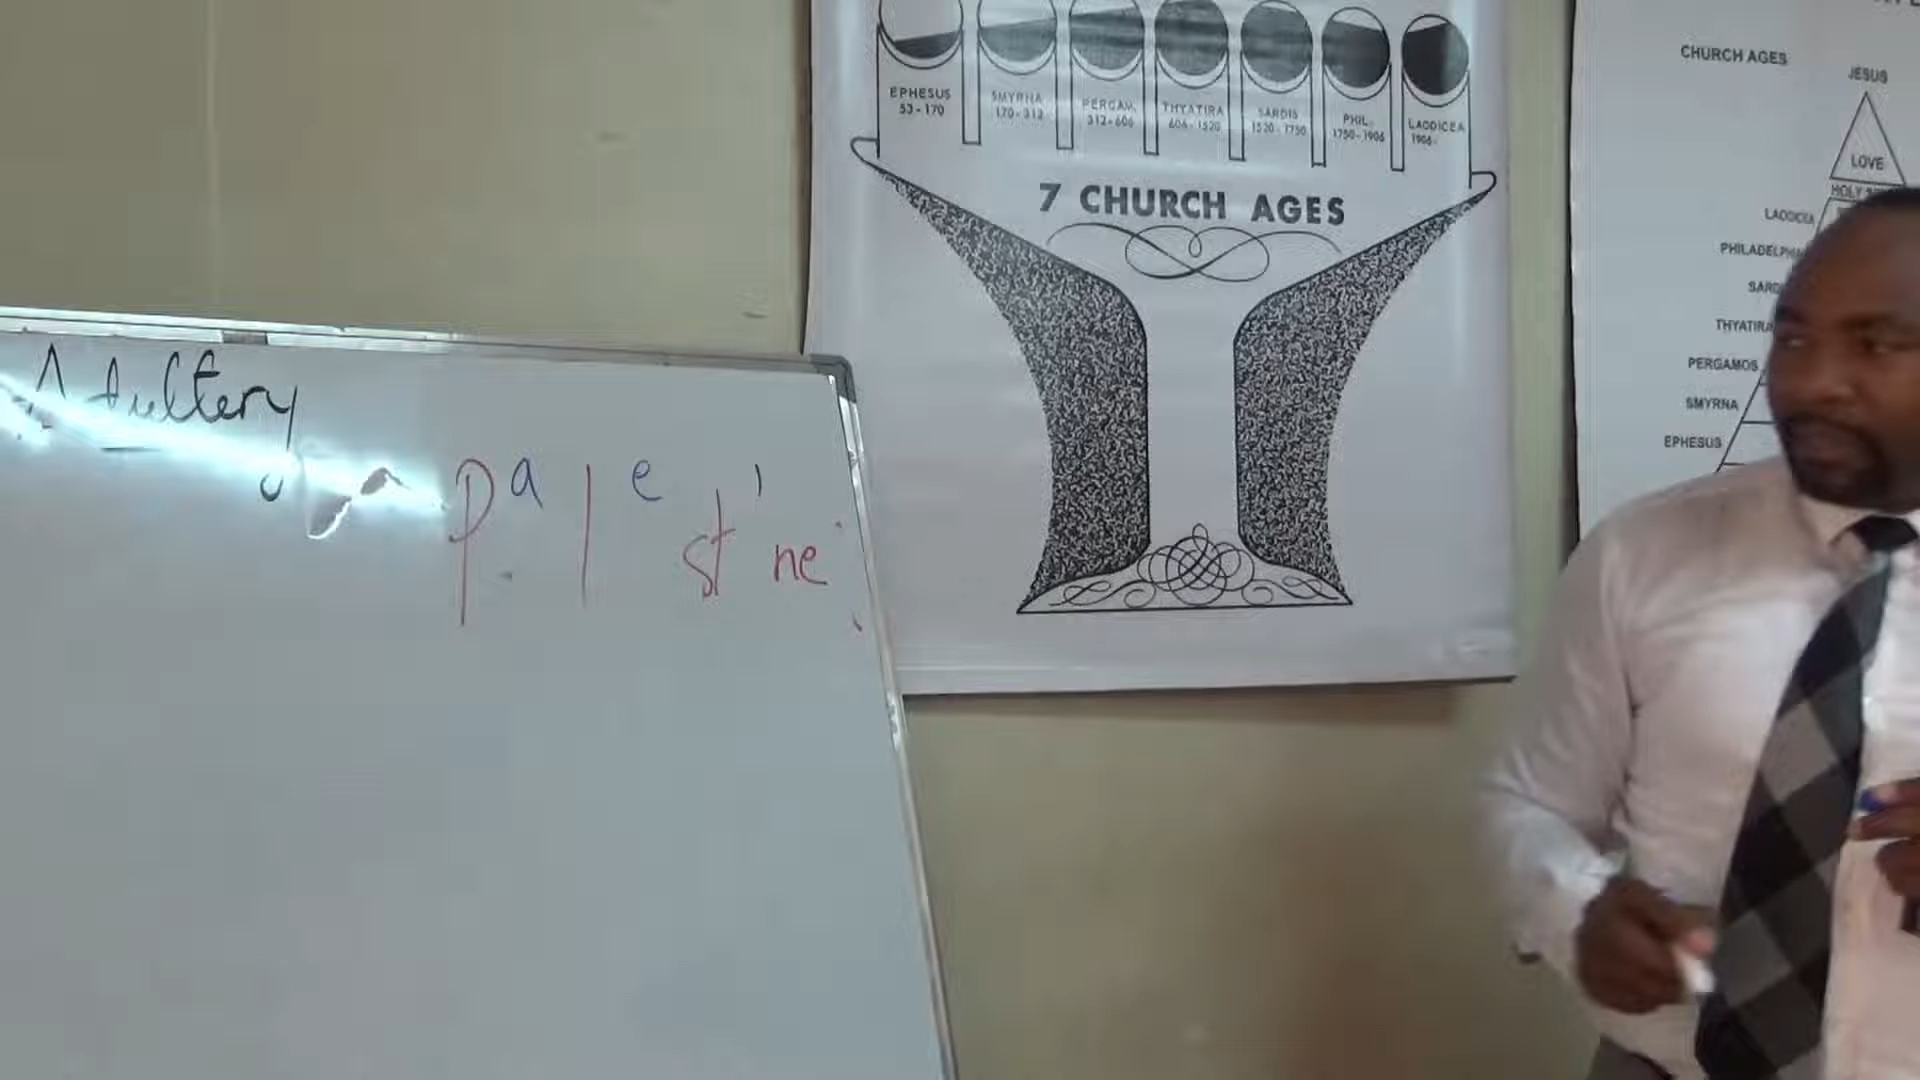 Adultery
Palestine
EPHESUS
53-170
SMYRNA
170-312
PERGAM.
312-606
THYATIRA
606-1520
SARDIS
1520-1750
PHIL.
1750-1906
LAODICEA
1906-
7 CHURCH AGES
CHURCH AGES
JESUS
LOVE
HOLY
LAODICEA
PHILADELPHIA
SARDIS
THYATIRA
PERGAMOS
SMYRNA
EPHESUS